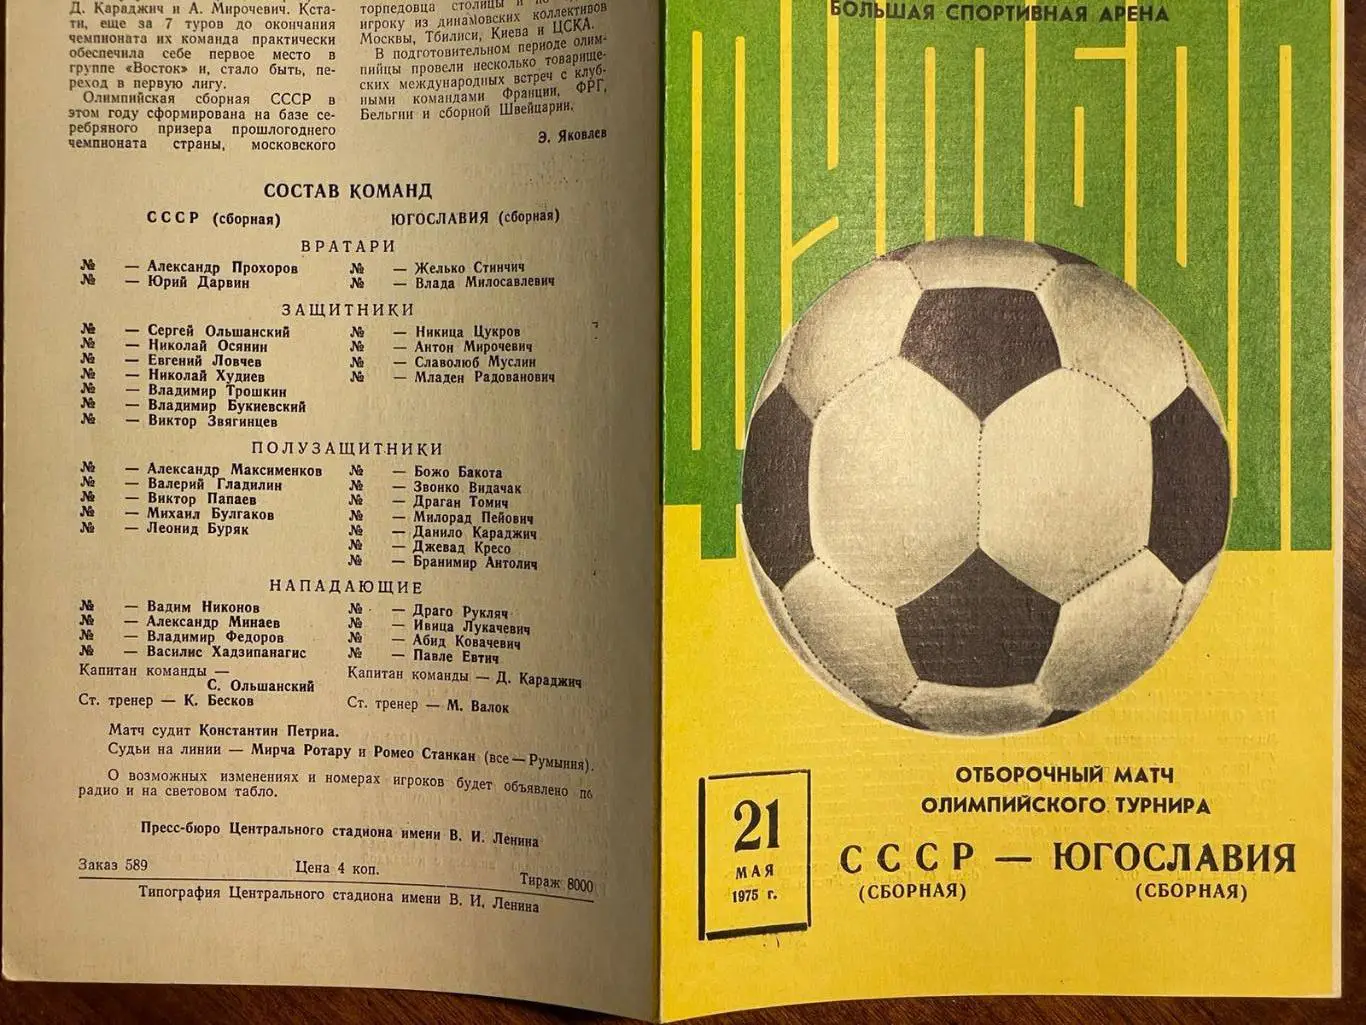 Д. Караджич и А. Мирочевич. Кста-
ти, еще за 7 туров до окончания
чемпионата их команда практически
обеспечила себе первое место в
группе «Восток» и, стало быть, пе-
реход в первую лигу.
Олимпийская сборная СССР в
этом году сформирована на базе се-
ребряного призера прошлогоднего
чемпионата страны, московского
торпедовца столицы и по
игроку из динамовских коллективов
Москвы, Тбилиси, Киева и ЦСКА.
В подготовительном периоде олим-
пийцы провели несколько товарище-
ских международных встреч с клуб-
ными командами Франции, ФРГ,
Бельгии и сборной Швейцарии.
Э. Яковлев
СОСТАВ КОМАНД
СССР (сборная) ЮГОСЛАВИЯ (сборная)
ВРАТАРИ
№ — Александр Прохоров № — Желько Стинчич
№ — Юрий Дарвин № — Влада Милосавлевич
ЗАЩИТНИКИ
№ — Сергей Ольшанский № — Никица Цукров
№ — Николай Осянин № — Антон Мирочевич
№ — Евгений Ловчев № — Славолюб Муслин
№ — Николай Худиев № — Младен Радованович
№ — Владимир Трошкин
№ — Владимир Букиевский
№ — Виктор Звягинцев
ПОЛУЗАЩИТНИКИ
№ — Александр Максименков № — Божо Бакота
№ — Валерий Гладилин № — Звонко Видачак
№ — Виктор Папаев № — Драган Томич
№ — Михаил Булгаков № — Милорад Пейович
№ — Леонид Буряк № — Данило Караджич
№ — Джевад Кресо
№ — Бранимир Антолич
НАПАДАЮЩИЕ
№ — Вадим Никонов № — Драго Рукляч
№ — Александр Минаев № — Ивица Лукачевич
№ — Владимир Федоров № — Абид Ковачевич
№ — Василис Хадзипанагис № — Павле Евтич
Капитан команды — С. Ольшанский Капитан команды — Д. Караджич
Ст. тренер — К. Бесков Ст. тренер — М. Валок
Матч судит Константин Петриа.
Судьи на линии — Мирча Ротару и Ромео Станкан (все — Румыния).
О возможных изменениях и номерах игроков будет объявлено по
радио и на световом табло.
Пресс-бюро Центрального стадиона имени В. И. Ленина
Заказ 589 Цена 4 коп. Тираж 8000
Типография Центрального стадиона имени В. И. Ленина
БОЛЬШАЯ СПОРТИВНАЯ АРЕНА
ФУТБОЛ
21
МАЯ
1975 г.
ОТБОРОЧНЫЙ МАТЧ
ОЛИМПИЙСКОГО ТУРНИРА
СССР — ЮГОСЛАВИЯ
(СБОРНАЯ) (СБОРНАЯ)